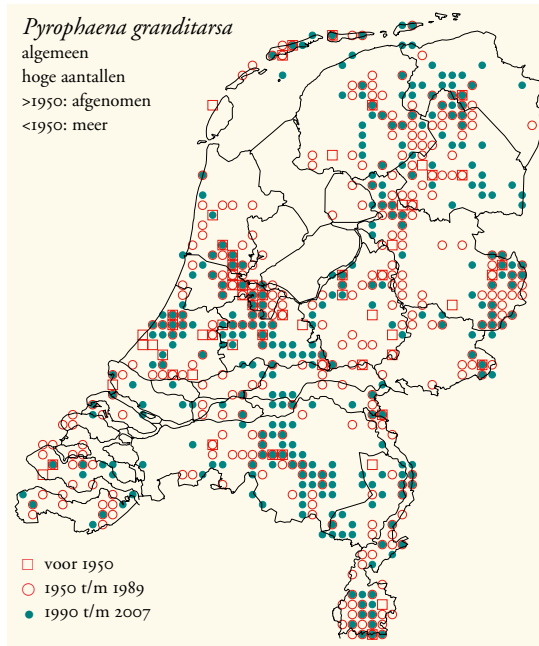 Pyrophaena granditarsa
algemeen
hoge aantallen
>1950: afgenomen
<1950: meer
voor 1950
1950 t/m 1989
1990 t/m 2007